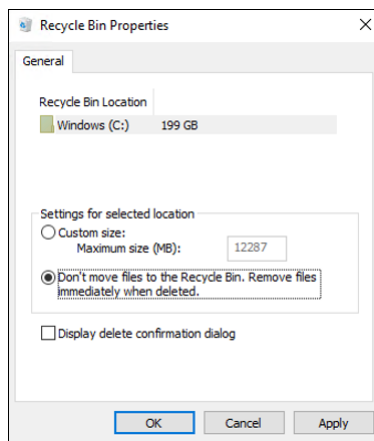 Recycle Bin Properties
General
Recycle Bin Location
Windows (C:) 199 GB
Settings for selected location
Custom size:
Maximum size (MB): 12287
Don't move files to the Recycle Bin. Remove files
immediately when deleted.
Display delete confirmation dialog
OK Cancel Apply